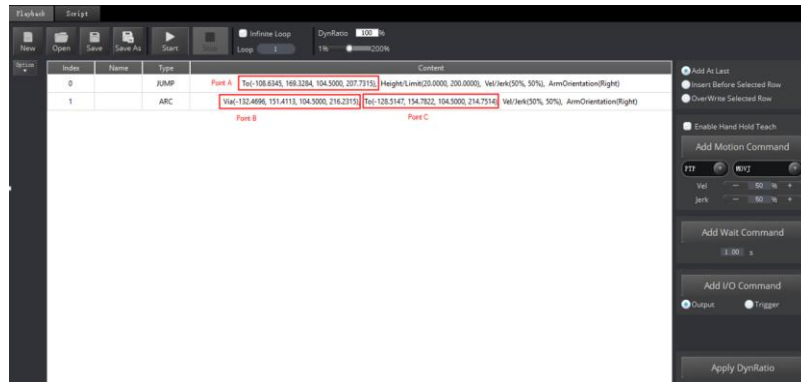 Playback Script
New Open Save Save As Start Stop
Infinite Loop
Loop 1
DynRatio 100 %
1% 200%
Option
Index Name Type Content
0 JUMP Point A To(-106.6345, 169.3284, 104.5000, 207.7315), Height/Limit(20.0000, 200.0000), Vel/Jerk(50%, 50%), ArmOrientation(Right)
1 ARC Via(-132.4696, 151.4113, 104.5000, 216.2315), To(-128.5147, 154.7822, 104.5000, 214.7514), Vel/Jerk(50%, 50%), ArmOrientation(Right)
Point B Point C
Add At Last
Insert Before Selected Row
OverWrite Selected Row
Enable Hand Hold Teach
Add Motion Command
PTP MOVJ
Vel − 50 % +
Jerk − 50 % +
Add Wait Command
1.00 s
Add I/O Command
Output Trigger
Apply DynRatio